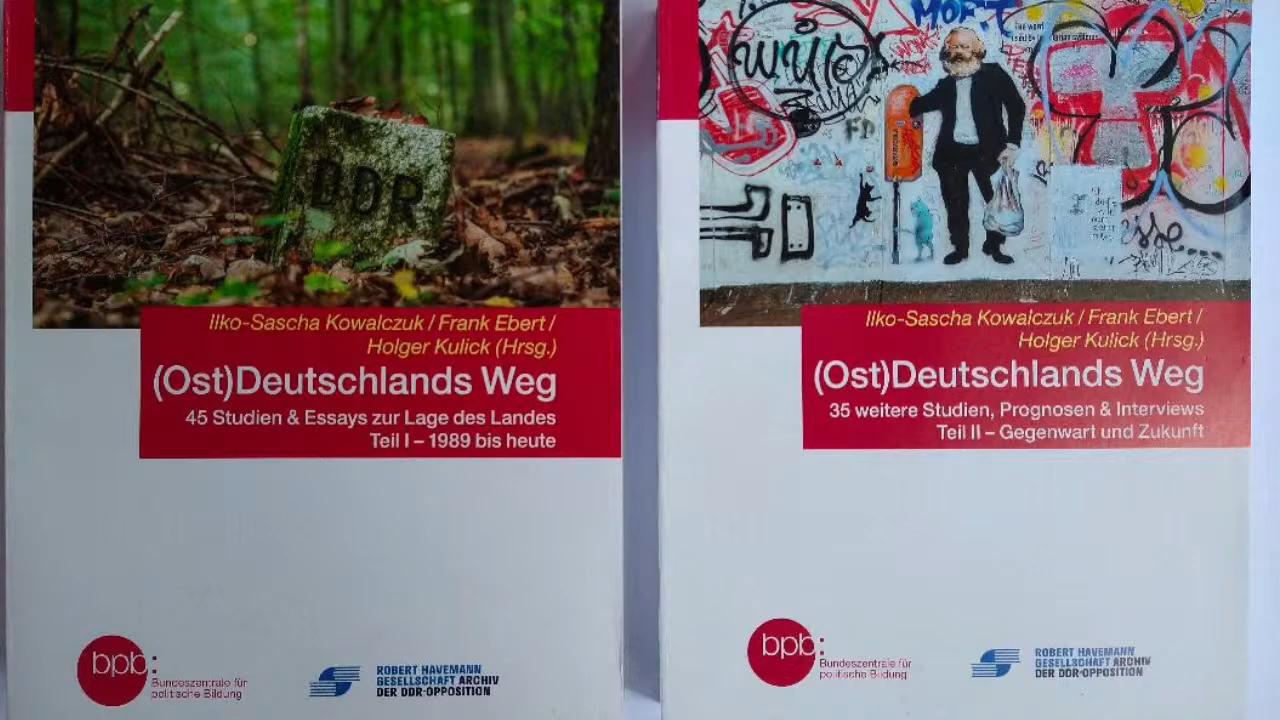 DDR
Ilko-Sascha Kowalczuk / Frank Ebert /
Holger Kulick (Hrsg.)
(Ost)Deutschlands Weg
45 Studien & Essays zur Lage des Landes
Teil I – 1989 bis heute
bpb:
Bundeszentrale für
politische Bildung
ROBERT HAVEMANN
GESELLSCHAFT ARCHIV
DER DDR-OPPOSITION
MORT
FD
Ilko-Sascha Kowalczuk / Frank Ebert /
Holger Kulick (Hrsg.)
(Ost)Deutschlands Weg
35 weitere Studien, Prognosen & Interviews
Teil II – Gegenwart und Zukunft
bpb:
Bundeszentrale für
politische Bildung
ROBERT HAVEMANN
GESELLSCHAFT ARCHIV
DER DDR-OPPOSITION